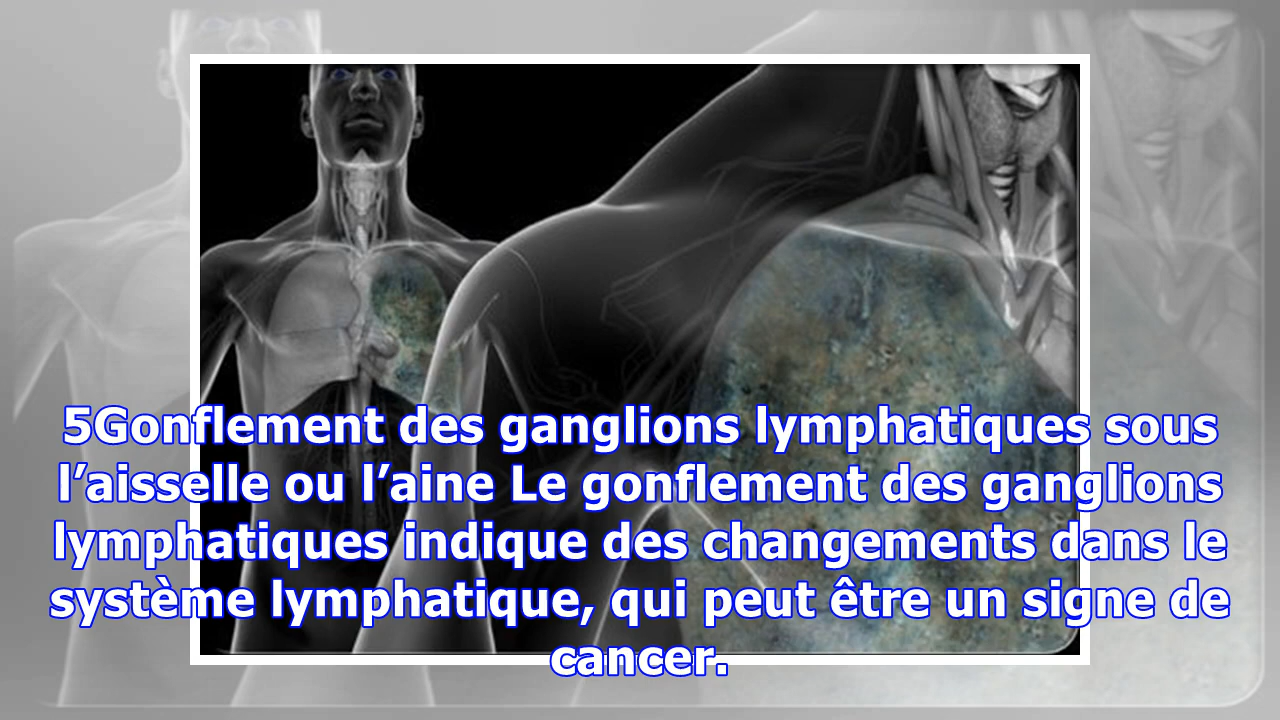 5Gonflement des ganglions lymphatiques sous
l’aisselle ou l’aine Le gonflement des ganglions
lymphatiques indique des changements dans le
système lymphatique, qui peut être un signe de
cancer.